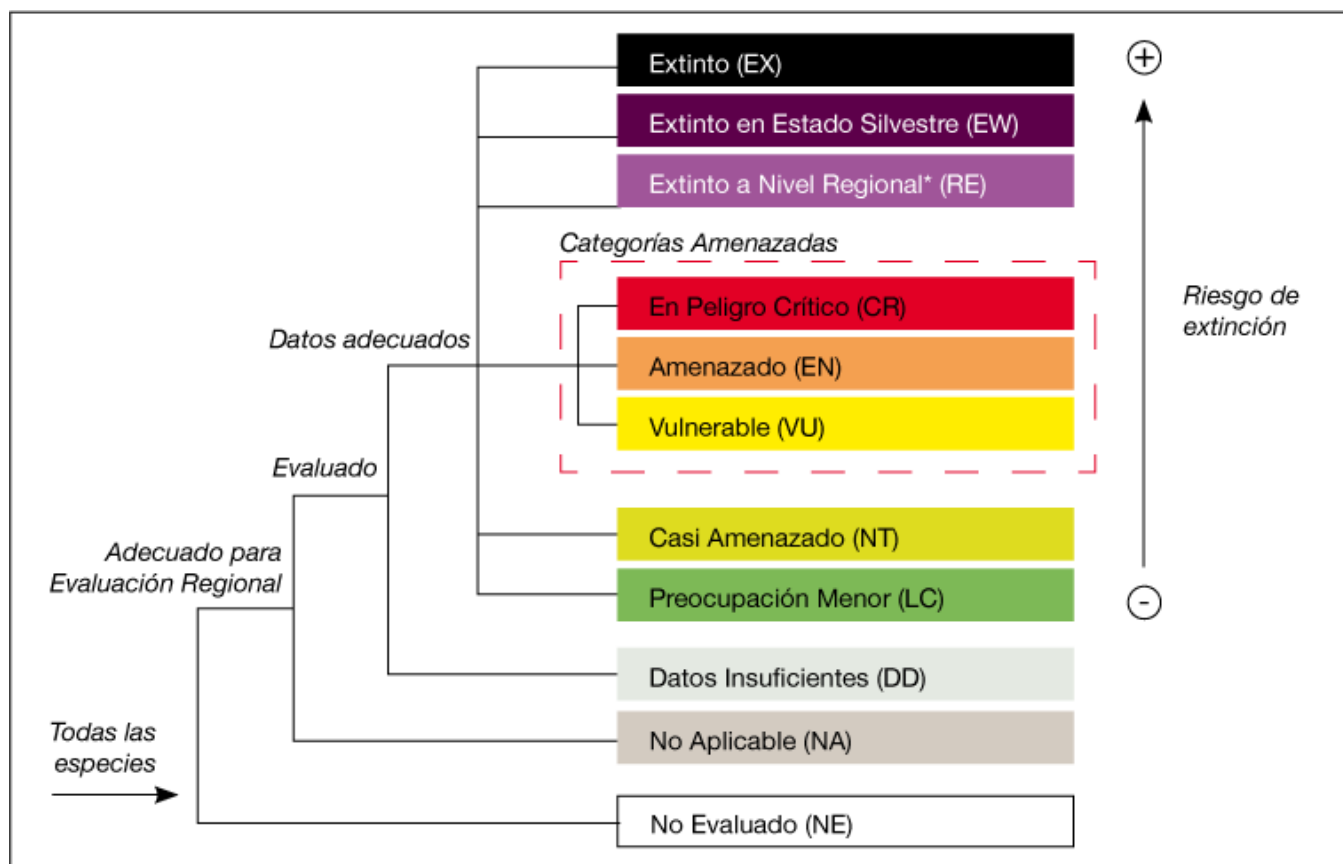 Extinto (EX)
Extinto en Estado Silvestre (EW)
Extinto a Nivel Regional* (RE)
Categorías Amenazadas
En Peligro Crítico (CR)
Amenazado (EN)
Vulnerable (VU)
Casi Amenazado (NT)
Preocupación Menor (LC)
Datos Insuficientes (DD)
No Aplicable (NA)
No Evaluado (NE)
Datos adecuados
Evaluado
Adecuado para
Evaluación Regional
Todas las
especies
+
Riesgo de
extinción
-